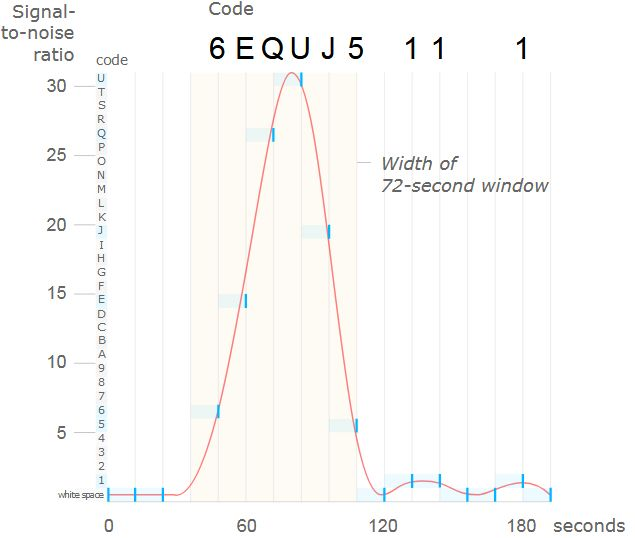 Signal-to-noise ratio
Code
code
6 E Q U J 5 1 1 1
30
25
20
15
10
5
U
T
S
R
Q
P
O
N
M
L
K
J
I
H
G
F
E
D
C
B
A
9
8
7
6
5
4
3
2
1
white space
Width of
72-second window
0 60 120 180 seconds